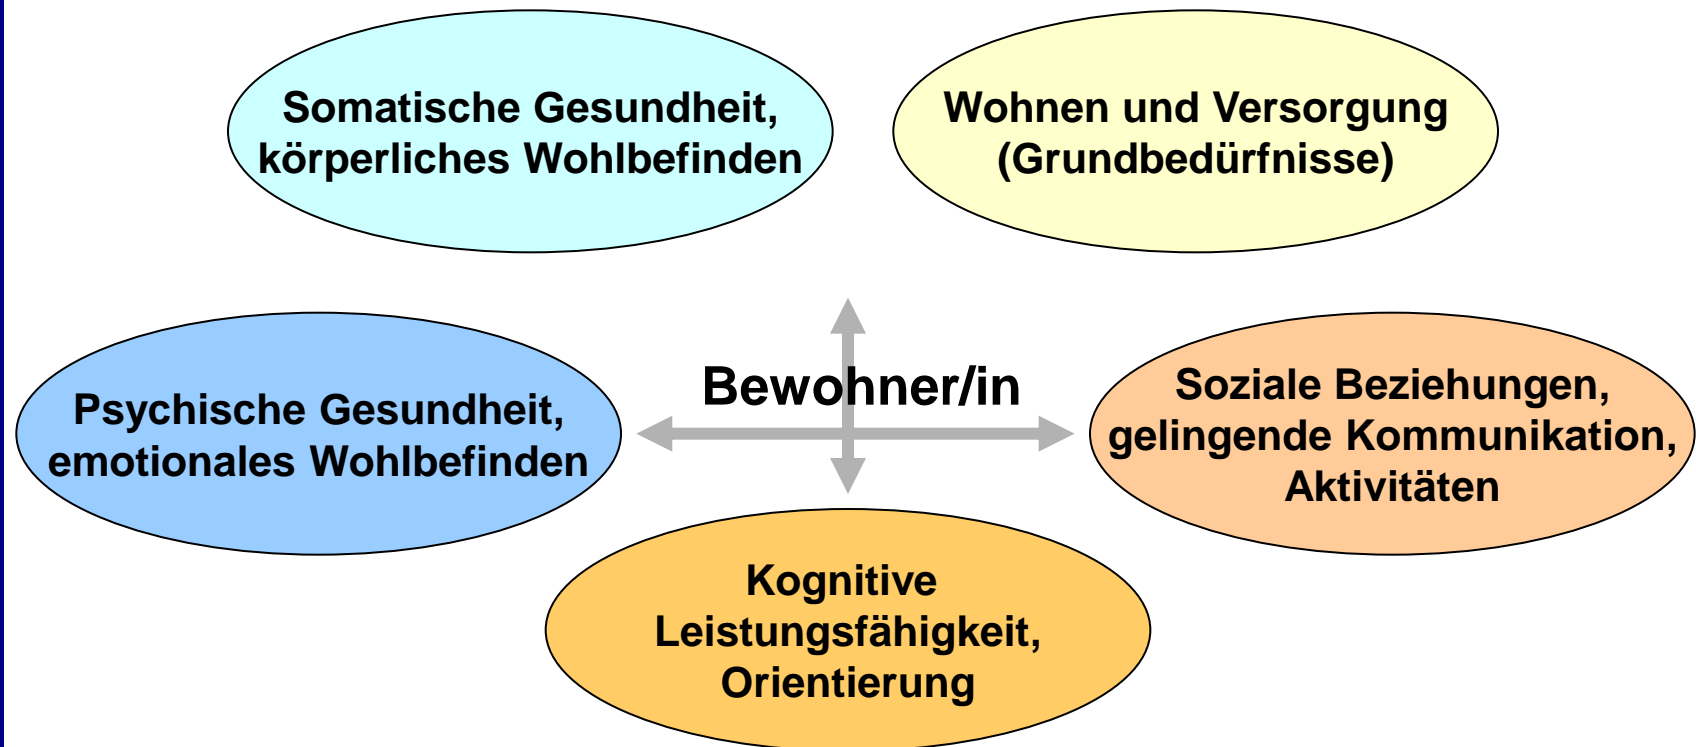 Somatische Gesundheit,
körperliches Wohlbefinden
Wohnen und Versorgung
(Grundbedürfnisse)
Psychische Gesundheit,
emotionales Wohlbefinden
Bewohner/in
Soziale Beziehungen,
gelingende Kommunikation,
Aktivitäten
Kognitive
Leistungsfähigkeit,
Orientierung